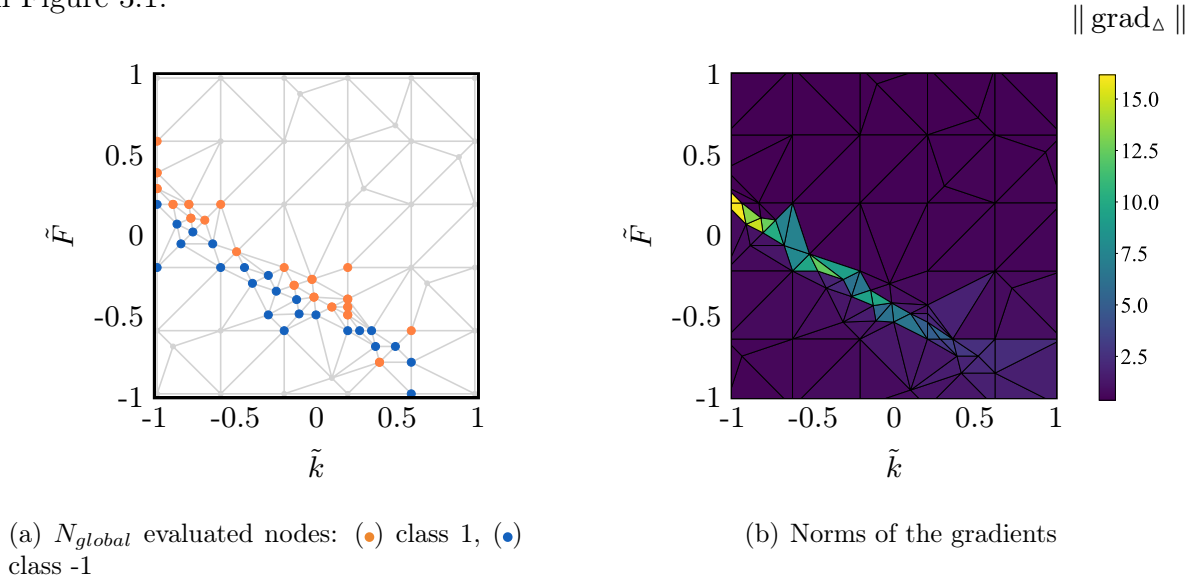 n Figure 3.1.
∥ grad△ ∥
1
0.5
0
-0.5
-1
F̃
-1 -0.5 0 0.5 1
k̃
1
0.5
0
-0.5
-1
F̃
-1 -0.5 0 0.5 1
k̃
15.0
12.5
10.0
7.5
5.0
2.5
(a) N_global evaluated nodes: (●) class 1, (●)
class -1
(b) Norms of the gradients